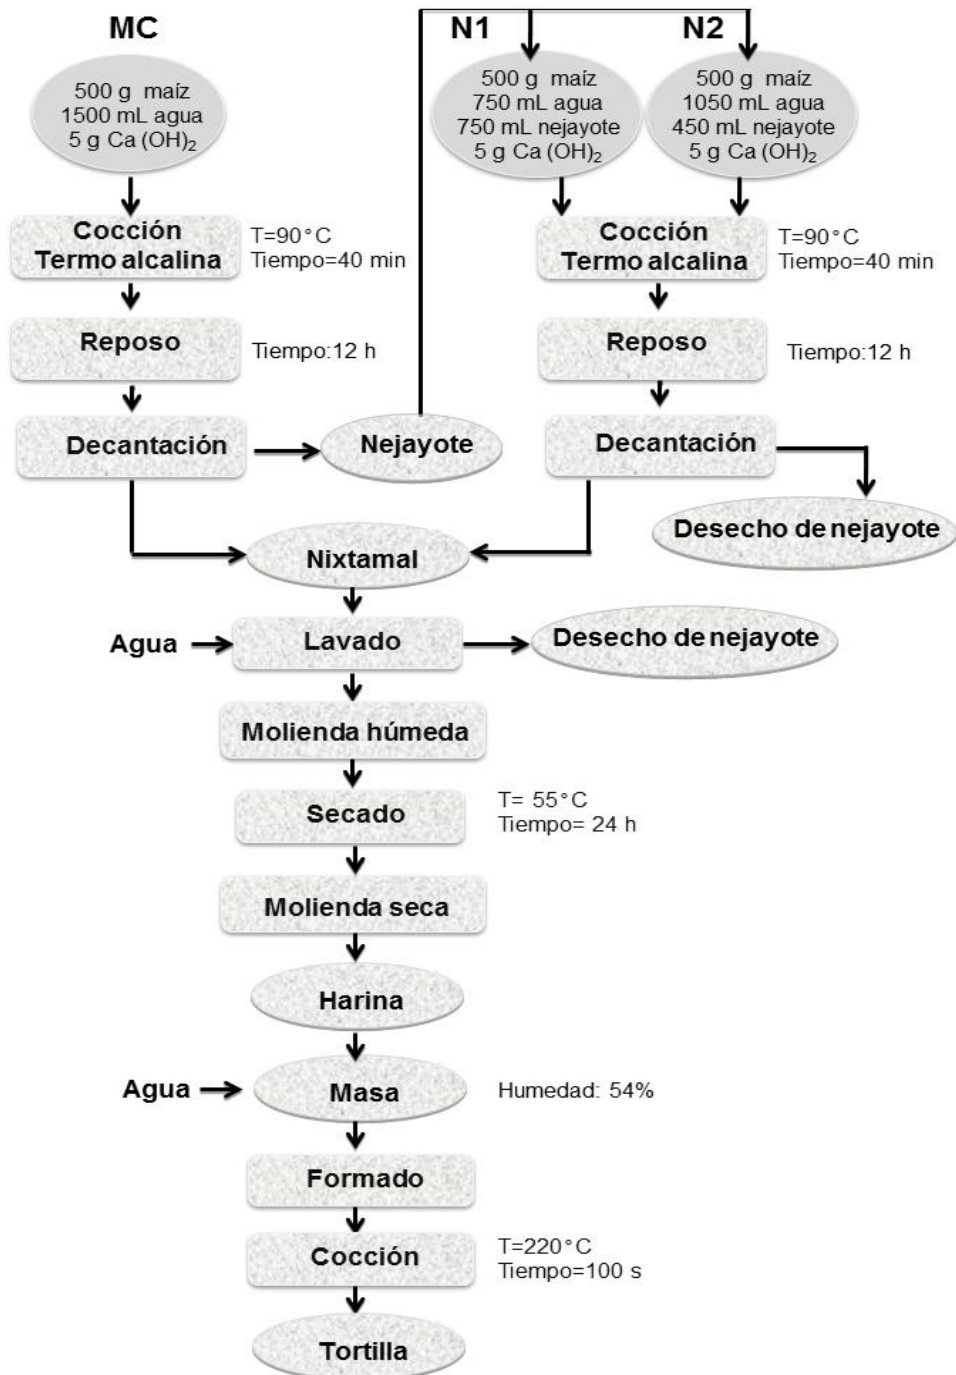 MC
N1
N2
500 g maíz
1500 mL agua
5 g Ca (OH)₂
500 g maíz
750 mL agua
750 mL nejayote
5 g Ca (OH)₂
500 g maíz
1050 mL agua
450 mL nejayote
5 g Ca (OH)₂
Cocción
Termo alcalina
T=90°C
Tiempo=40 min
Cocción
Termo alcalina
T=90°C
Tiempo=40 min
Reposo
Tiempo:12 h
Reposo
Tiempo:12 h
Decantación
Nejayote
Decantación
Desecho de nejayote
Nixtamal
Agua
Lavado
Desecho de nejayote
Molienda húmeda
Secado
T= 55°C
Tiempo= 24 h
Molienda seca
Harina
Agua
Masa
Humedad: 54%
Formado
Cocción
T=220°C
Tiempo=100 s
Tortilla